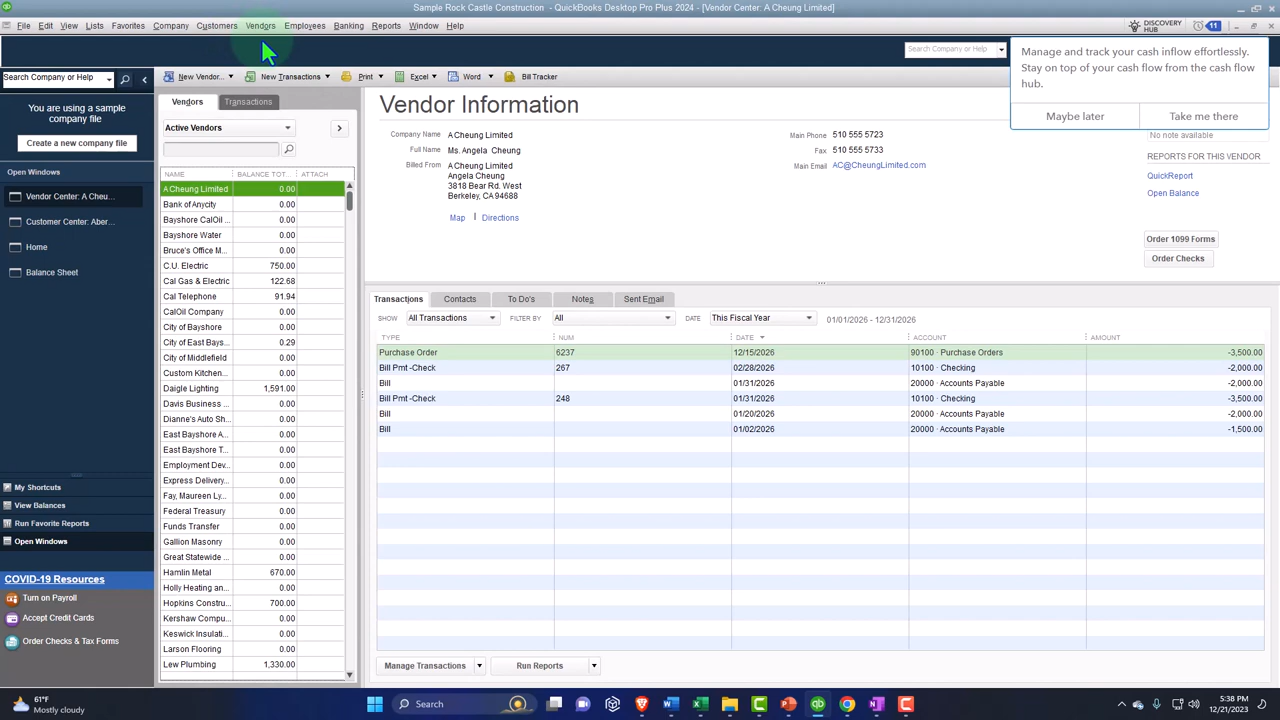 Sample Rock Castle Construction - QuickBooks Desktop Pro Plus 2024 - [Vendor Center: A Cheung Limited]
File Edit View Lists Favorites Company Customers Vendors Employees Banking Reports Window Help
DISCOVERY HUB 11
Search Company or Help
Manage and track your cash inflow effortlessly.
Stay on top of your cash flow from the cash flow
hub.
Maybe later Take me there
Search Company or Help
New Vendor... New Transactions Print Excel Word Bill Tracker
You are using a sample
company file
Create a new company file
Open Windows
Vendor Center: A Cheu...
Customer Center: Aber...
Home
Balance Sheet
My Shortcuts
View Balances
Run Favorite Reports
Open Windows
COVID-19 Resources
Turn on Payroll
Accept Credit Cards
Order Checks & Tax Forms
Vendors Transactions
Active Vendors
NAME BALANCE TOT... ATTACH
A Cheung Limited 0.00
Bank of Anycity 0.00
Bayshore CalOil ... 0.00
Bayshore Water 0.00
Bruce's Office M... 0.00
C.U. Electric 750.00
Cal Gas & Electric 122.68
Cal Telephone 91.94
CalOil Company 0.00
City of Bayshore 0.00
City of East Bays... 0.29
City of Middlefield 0.00
Custom Kitchen... 0.00
Daigle Lighting 1,591.00
Davis Business ... 0.00
Dianne's Auto Sh... 0.00
East Bayshore A... 0.00
East Bayshore T... 0.00
Employment Dev... 0.00
Express Delivery... 0.00
Fay, Maureen Ly... 0.00
Federal Treasury 0.00
Funds Transfer 0.00
Gallion Masonry 0.00
Great Statewide ... 0.00
Hamlin Metal 670.00
Holly Heating an... 0.00
Hopkins Constru... 700.00
Kershaw Compu... 0.00
Keswick Insulati... 0.00
Larson Flooring 0.00
Lew Plumbing 1,330.00
Vendor Information
Company Name A Cheung Limited
Full Name Ms. Angela Cheung
Billed From A Cheung Limited
Angela Cheung
3818 Bear Rd. West
Berkeley, CA 94688
Map Directions
Main Phone 510 555 5723
Fax 510 555 5733
Main Email AC@CheungLimited.com
No note available
REPORTS FOR THIS VENDOR
QuickReport
Open Balance
Order 1099 Forms
Order Checks
Transactions Contacts To Do's Notes Sent Email
SHOW All Transactions FILTER BY All DATE This Fiscal Year 01/01/2026 - 12/31/2026
TYPE NUM DATE ACCOUNT AMOUNT
Purchase Order 6237 12/15/2026 90100 · Purchase Orders -3,500.00
Bill Pmt -Check 267 02/28/2026 10100 · Checking -2,000.00
Bill 01/31/2026 20000 · Accounts Payable -2,000.00
Bill Pmt -Check 248 01/31/2026 10100 · Checking -3,500.00
Bill 01/20/2026 20000 · Accounts Payable -2,000.00
Bill 01/02/2026 20000 · Accounts Payable -1,500.00
Manage Transactions Run Reports
61°F
Mostly cloudy
Search
5:38 PM
12/21/2023